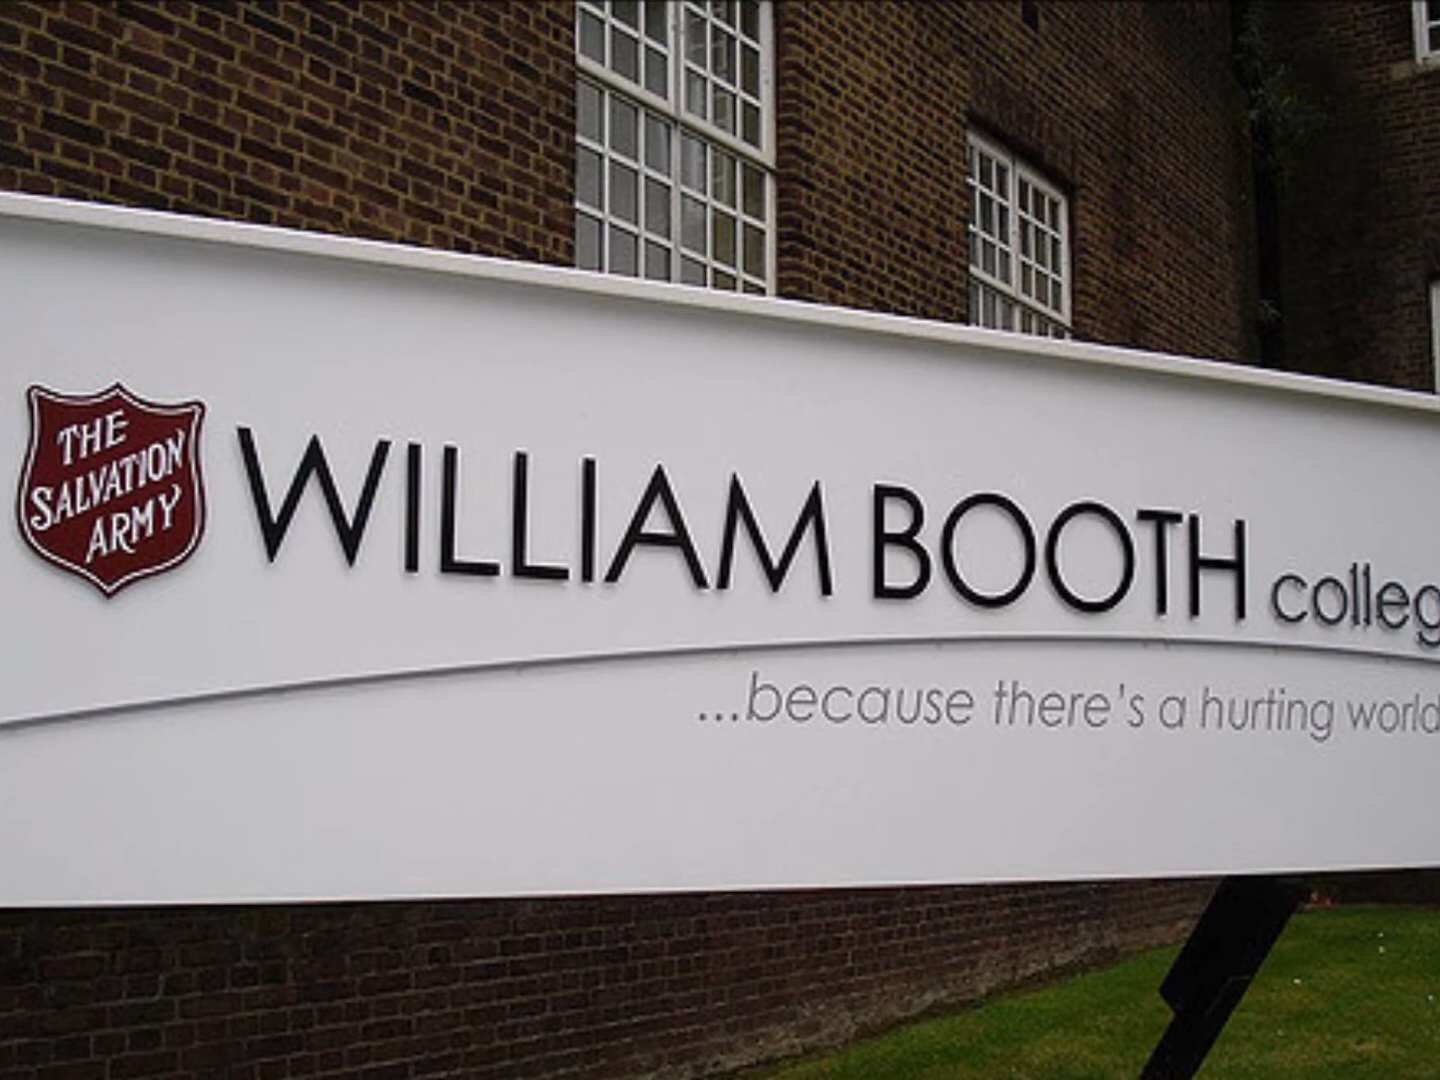 THE
SALVATION
ARMY
WILLIAM BOOTH colleg
...because there's a hurting world